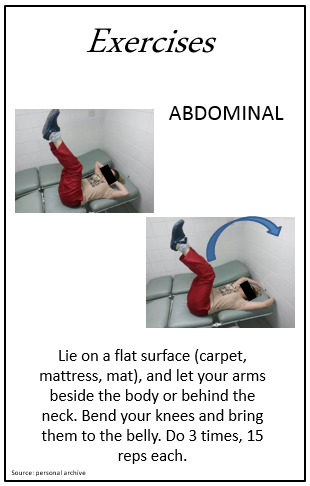 Exercises
ABDOMINAL
Lie on a flat surface (carpet,
mattress, mat), and let your arms
beside the body or behind the
neck. Bend your knees and bring
them to the belly. Do 3 times, 15
reps each.
Source: personal archive